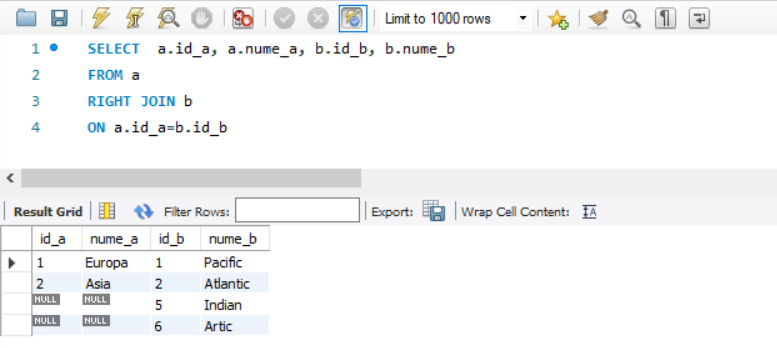 Limit to 1000 rows
1 SELECT a.id_a, a.nume_a, b.id_b, b.nume_b
2 FROM a
3 RIGHT JOIN b
4 ON a.id_a=b.id_b
Result Grid Filter Rows: Export: Wrap Cell Content:
id_a nume_a id_b nume_b
1 Europa 1 Pacific
2 Asia 2 Atlantic
NULL NULL 5 Indian
NULL NULL 6 Artic